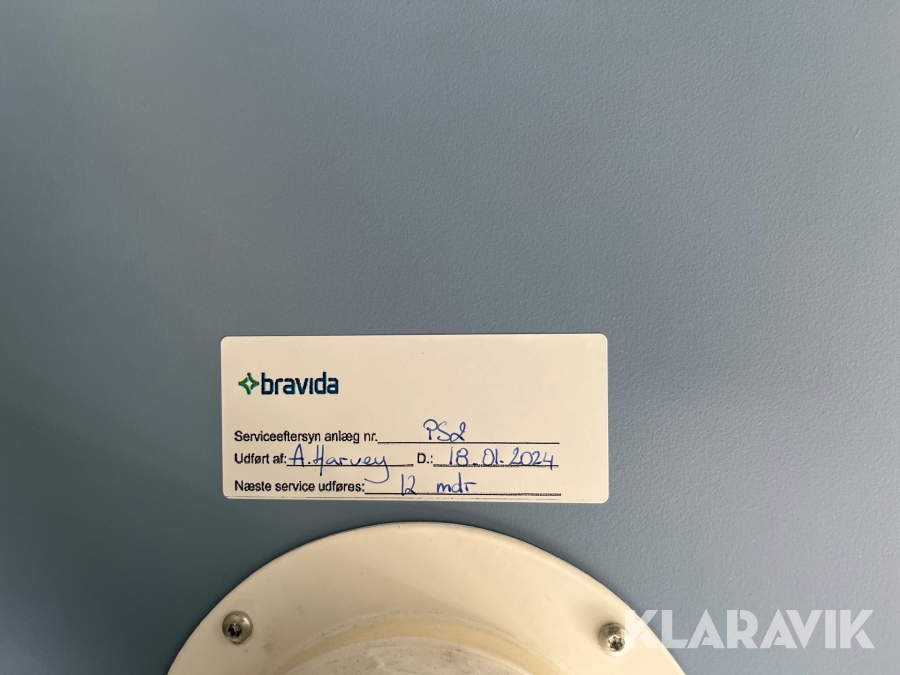 bravida
Serviceeftersyn anlæg nr. PS2
Udført af: A. Harvey D.: 18.01.2024
Næste service udføres: 12 mdr
KLARAVIK